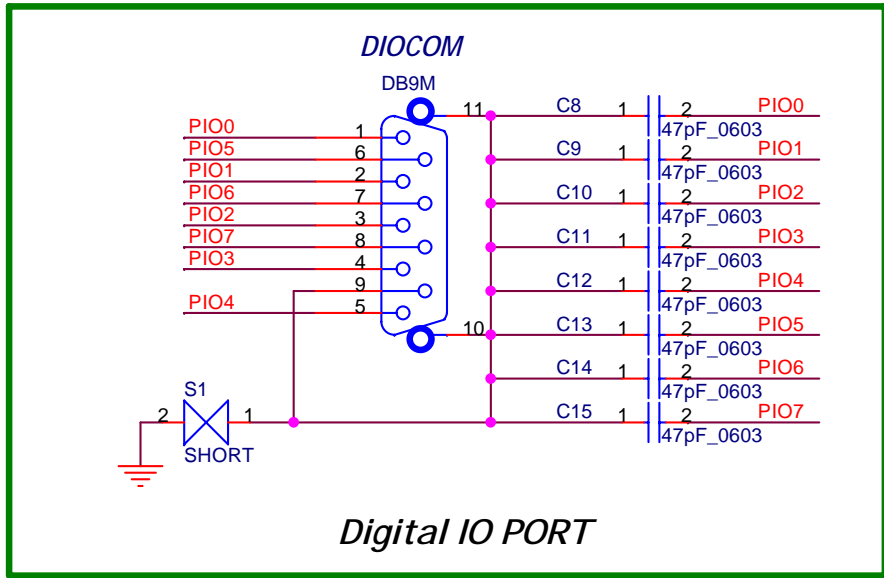 DIOCOM
DB9M
11 C8 1 2 PIO0
PIO0 1 47pF_0603
PIO5 6 C9 1 2 PIO1
PIO1 2 47pF_0603
PIO6 7 C10 1 2 PIO2
PIO2 3 47pF_0603
PIO7 8 C11 1 2 PIO3
PIO3 4 47pF_0603
9 C12 1 2 PIO4
PIO4 5 47pF_0603
10 C13 1 2 PIO5
47pF_0603
C14 1 2 PIO6
47pF_0603
S1
2 1 C15 1 2 PIO7
SHORT 47pF_0603
Digital IO PORT